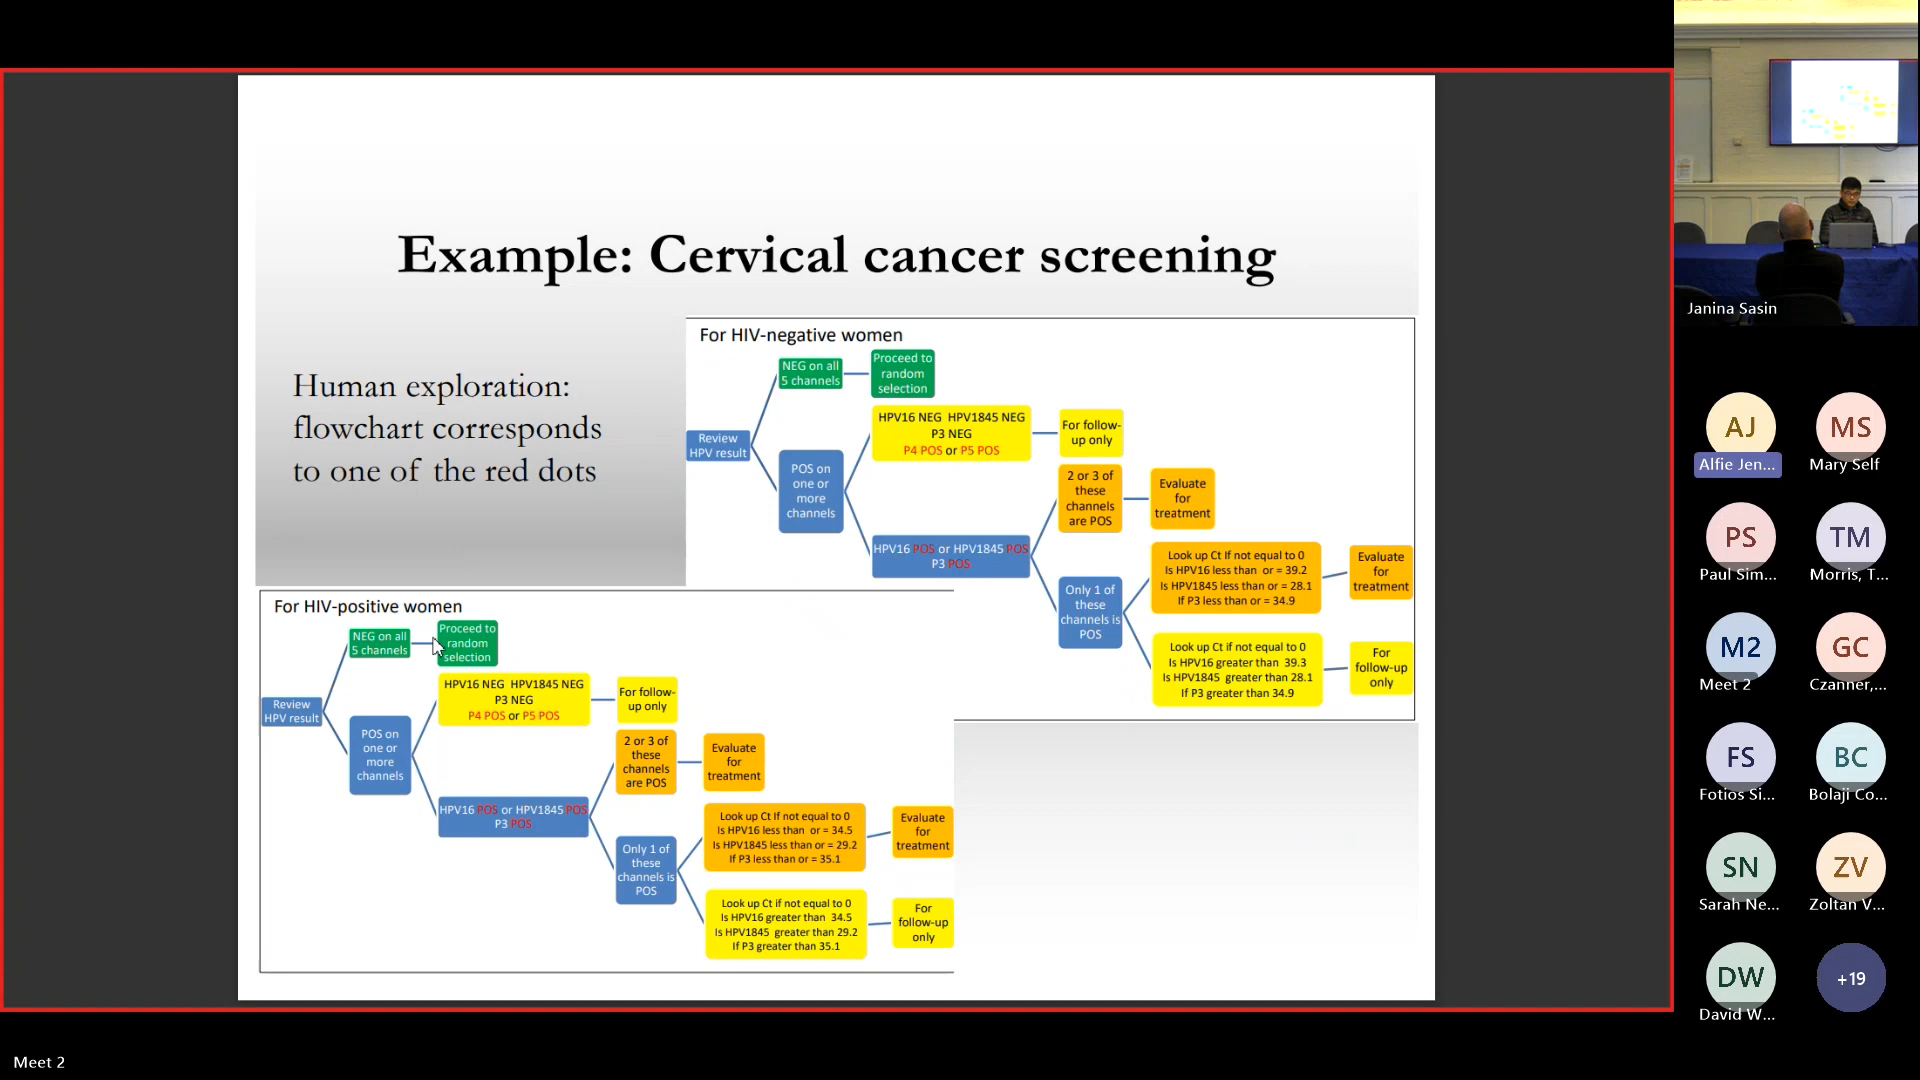 Example: Cervical cancer screening
Human exploration:
flowchart corresponds
to one of the red dots
For HIV-negative women
Review
HPV result
NEG on all
5 channels
Proceed to
random
selection
POS on
one or
more
channels
HPV16 NEG HPV1845 NEG
P3 NEG
P4 POS or P5 POS
For follow-
up only
HPV16 POS or HPV1845 POS
P3 POS
2 or 3 of
these
channels
are POS
Evaluate
for
treatment
Only 1 of
these
channels is
POS
Look up Ct If not equal to 0
Is HPV16 less than or = 39.2
Is HPV1845 less than or = 28.1
If P3 less than or = 34.9
Evaluate
for
treatment
Look up Ct if not equal to 0
Is HPV16 greater than 39.3
Is HPV1845 greater than 28.1
If P3 greater than 34.9
For
follow-up
only
For HIV-positive women
Review
HPV result
NEG on all
5 channels
Proceed to
random
selection
POS on
one or
more
channels
HPV16 NEG HPV1845 NEG
P3 NEG
P4 POS or P5 POS
For follow-
up only
HPV16 POS or HPV1845 POS
P3 POS
2 or 3 of
these
channels
are POS
Evaluate
for
treatment
Only 1 of
these
channels is
POS
Look up Ct If not equal to 0
Is HPV16 less than or = 34.5
Is HPV1845 less than or = 29.2
If P3 less than or = 35.1
Evaluate
for
treatment
Look up Ct if not equal to 0
Is HPV16 greater than 34.5
Is HPV1845 greater than 29.2
If P3 greater than 35.1
For
follow-up
only
Janina Sasin
AJ
Alfie Jen...
MS
Mary Self
PS
Paul Sim...
TM
Morris, T...
M2
Meet 2
GC
Czanner,...
FS
Fotios Si...
BC
Bolaji Co...
SN
Sarah Ne...
ZV
Zoltan V...
DW
David W...
+19
Meet 2